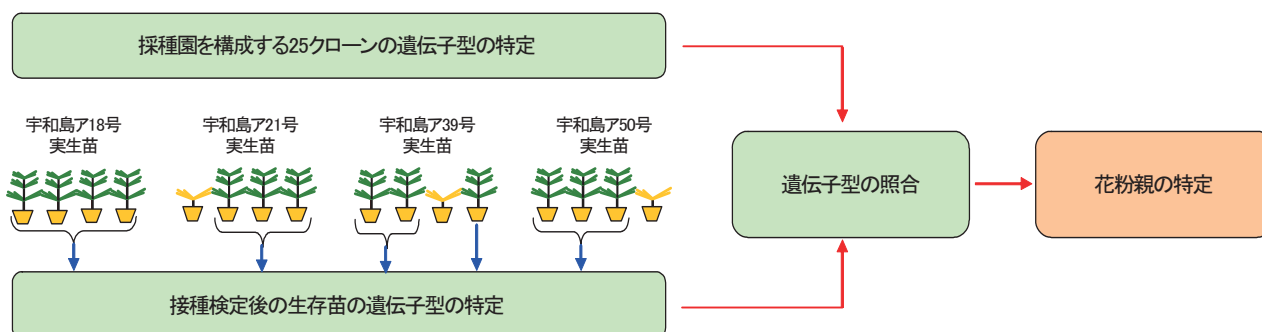 採種園を構成する25クローンの遺伝子型の特定
宇和島ア18号
実生苗
宇和島ア21号
実生苗
宇和島ア39号
実生苗
宇和島ア50号
実生苗
遺伝子型の照合
花粉親の特定
接種検定後の生存苗の遺伝子型の特定